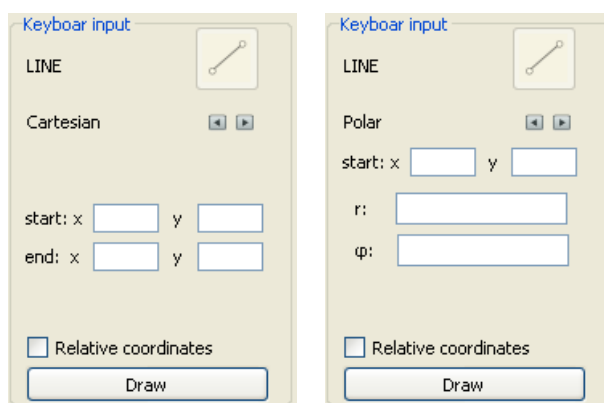 Keyboar input
LINE
Cartesian
start: x y
end: x y
Relative coordinates
Draw
Keyboar input
LINE
Polar
start: x y
r:
φ:
Relative coordinates
Draw